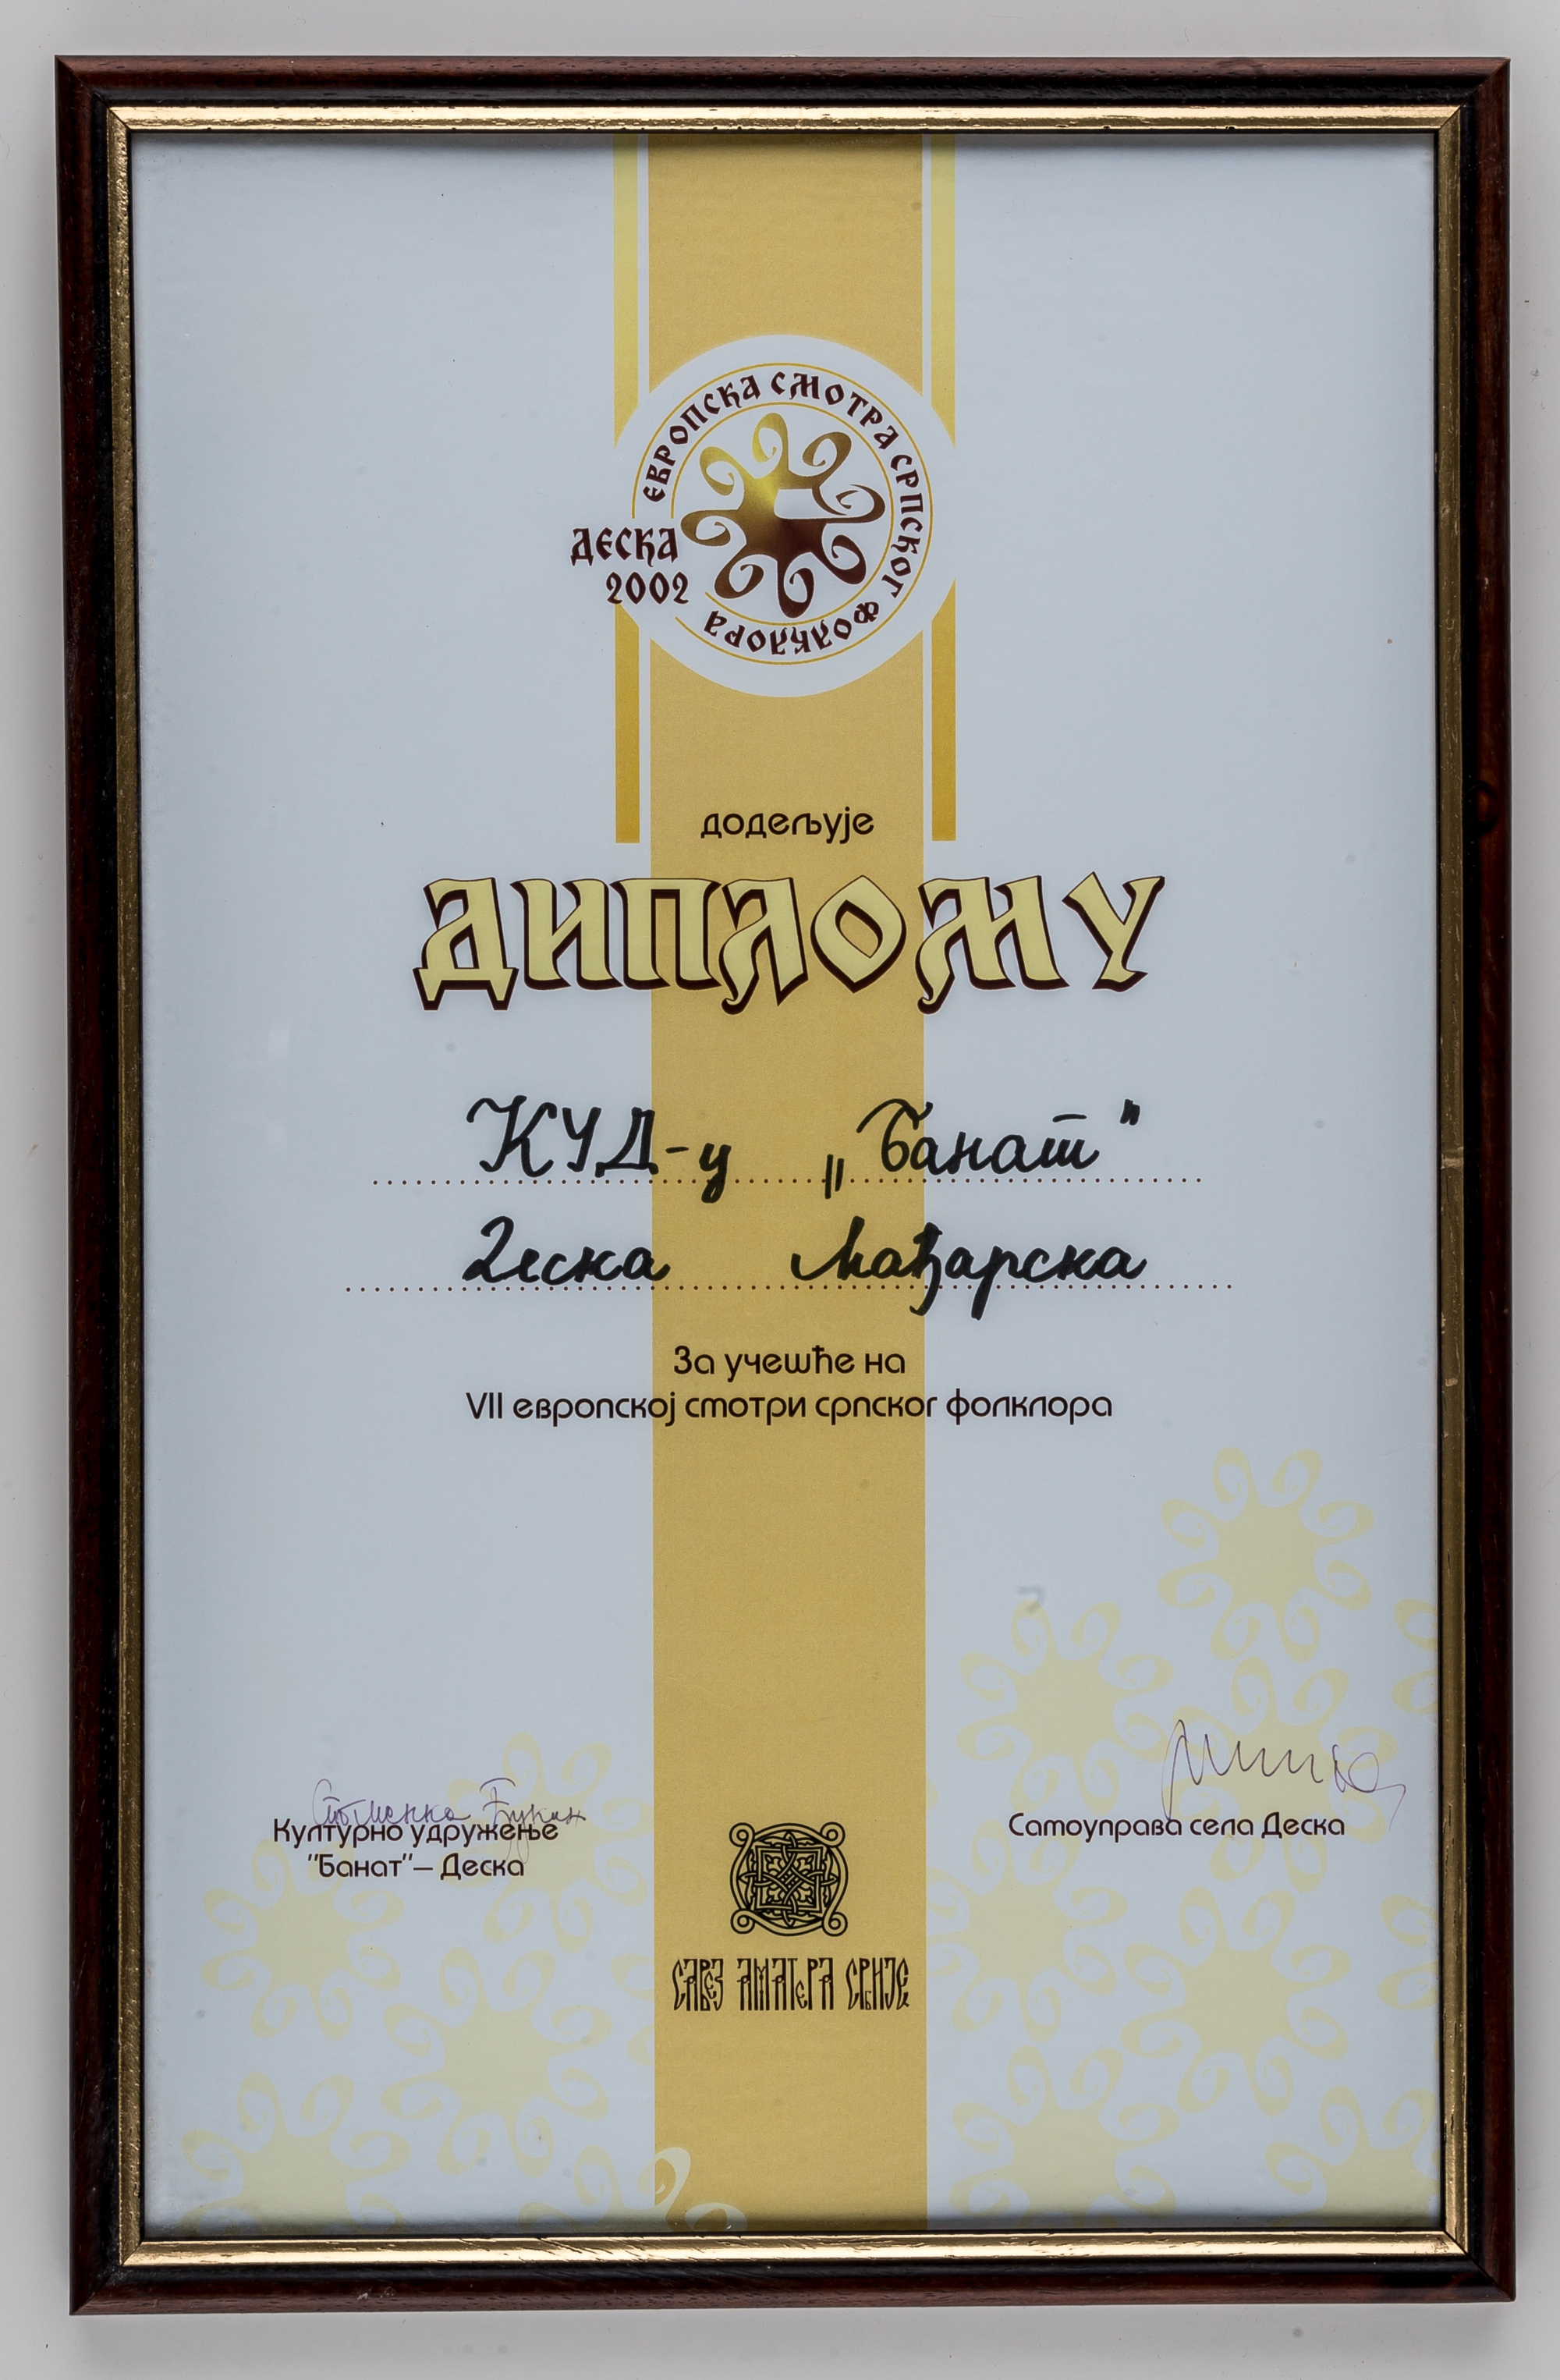 ЕВРОПСКА СМОТРА СРПСКОГ ФОЛКЛОРА
ДЕСКА
2002
додељује
ДИПЛОМУ
КУД-у „Банат"
Деска Мађарска
За учешће на
VII европској смотри српског фолклора
Културно удружење
"Банат"– Деска
Самоуправа села Деска
САВЕЗ АМАТЕРА СРБИЈЕ